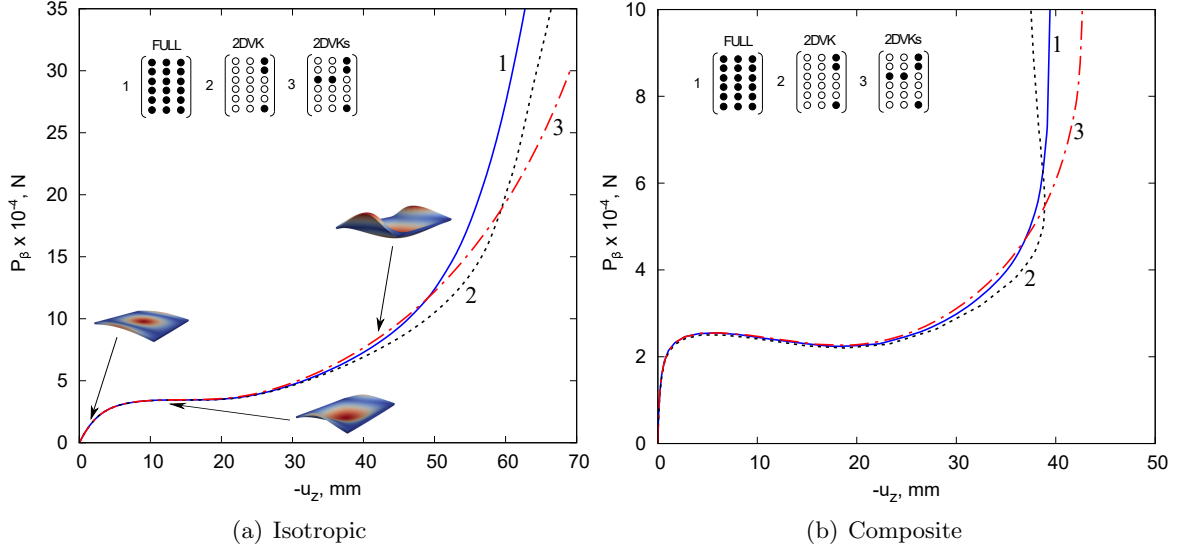 FULL 2DVK 2DVKs
1 2 3
35
30
25
20
15
10
5
0
P_β x 10^-4, N
1
3
2
0 10 20 30 40 50 60 70
-u_z, mm
(a) Isotropic
FULL 2DVK 2DVKs
1 2 3
10
8
6
4
2
0
P_β x 10^-4, N
1
3
2
0 10 20 30 40 50
-u_z, mm
(b) Composite